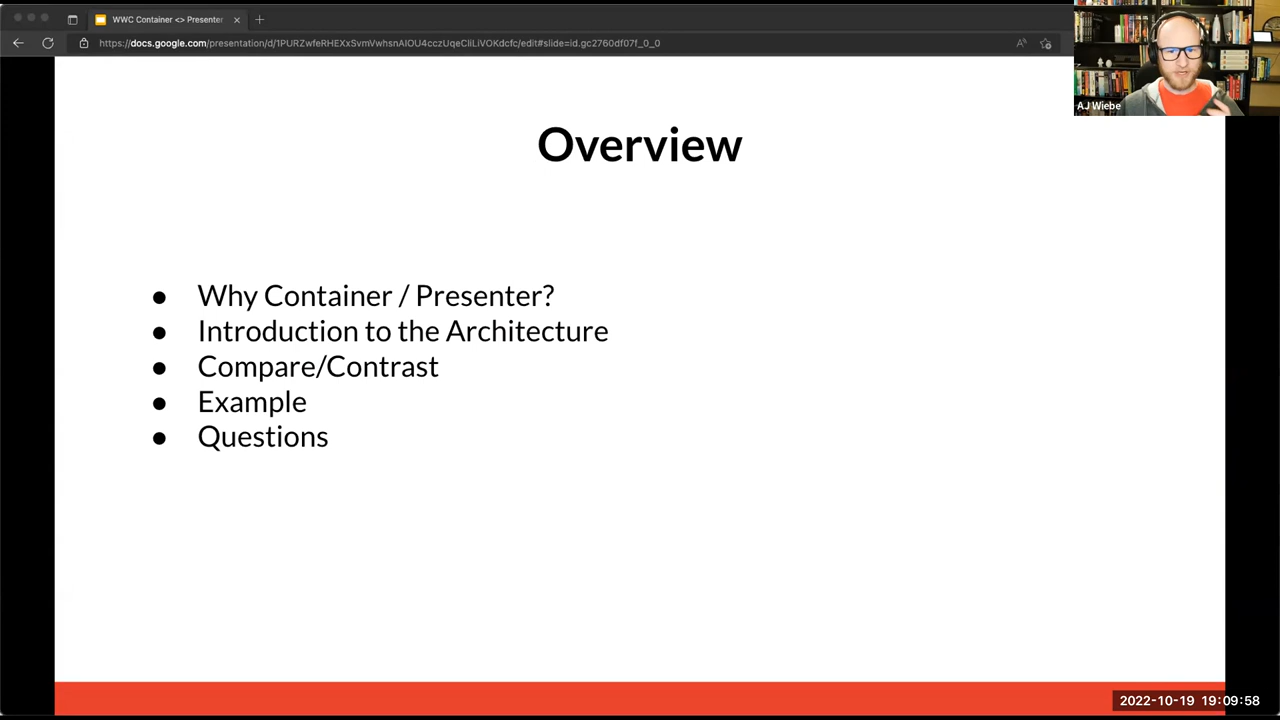 WWC Container <> Presenter
https://docs.google.com/presentation/d/1PURZwfeRHEXxSvmVwhsnAIOU4cczUqeCliLiVOKdcfc/edit#slide=id.gc2760df07f_0_0
AJ Wiebe
Overview
● Why Container / Presenter?
● Introduction to the Architecture
● Compare/Contrast
● Example
● Questions
2022-10-19 19:09:58